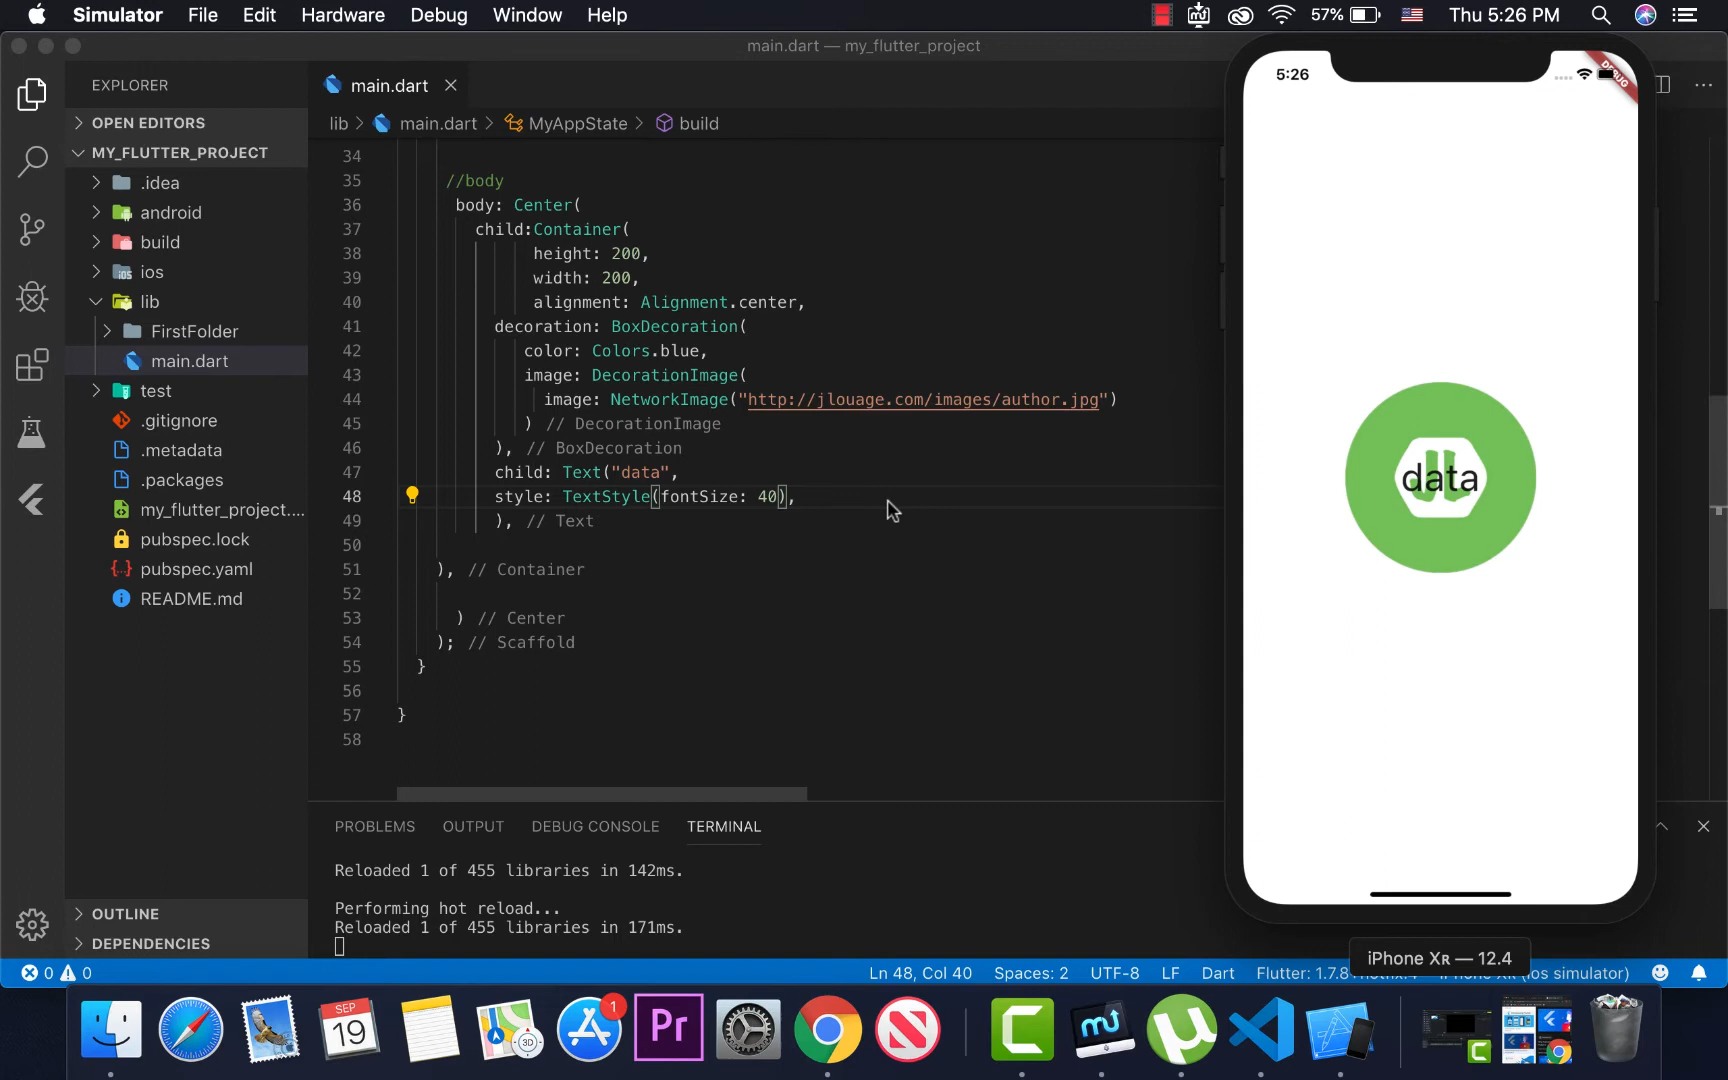 Simulator File Edit Hardware Debug Window Help
57% Thu 5:26 PM
main.dart — my_flutter_project
EXPLORER
OPEN EDITORS
MY_FLUTTER_PROJECT
.idea
android
build
ios
lib
FirstFolder
main.dart
test
.gitignore
.metadata
.packages
my_flutter_project....
pubspec.lock
pubspec.yaml
README.md
OUTLINE
DEPENDENCIES
main.dart
lib > main.dart > MyAppState > build
34
35 //body
36 body: Center(
37 child:Container(
38 height: 200,
39 width: 200,
40 alignment: Alignment.center,
41 decoration: BoxDecoration(
42 color: Colors.blue,
43 image: DecorationImage(
44 image: NetworkImage("http://jlouage.com/images/author.jpg")
45 ) // DecorationImage
46 ), // BoxDecoration
47 child: Text("data",
48 style: TextStyle(fontSize: 40),
49 ), // Text
50
51 ), // Container
52
53 ) // Center
54 ); // Scaffold
55 }
56
57 }
58
PROBLEMS OUTPUT DEBUG CONSOLE TERMINAL
Reloaded 1 of 455 libraries in 142ms.
Performing hot reload...
Reloaded 1 of 455 libraries in 171ms.
5:26
DEBUG
JL
data
iPhone XR — 12.4
0 0 Ln 48, Col 40 Spaces: 2 UTF-8 LF Dart Flutter: 1.7.8 (ios simulator)
SEP
19
3D
1
Pr